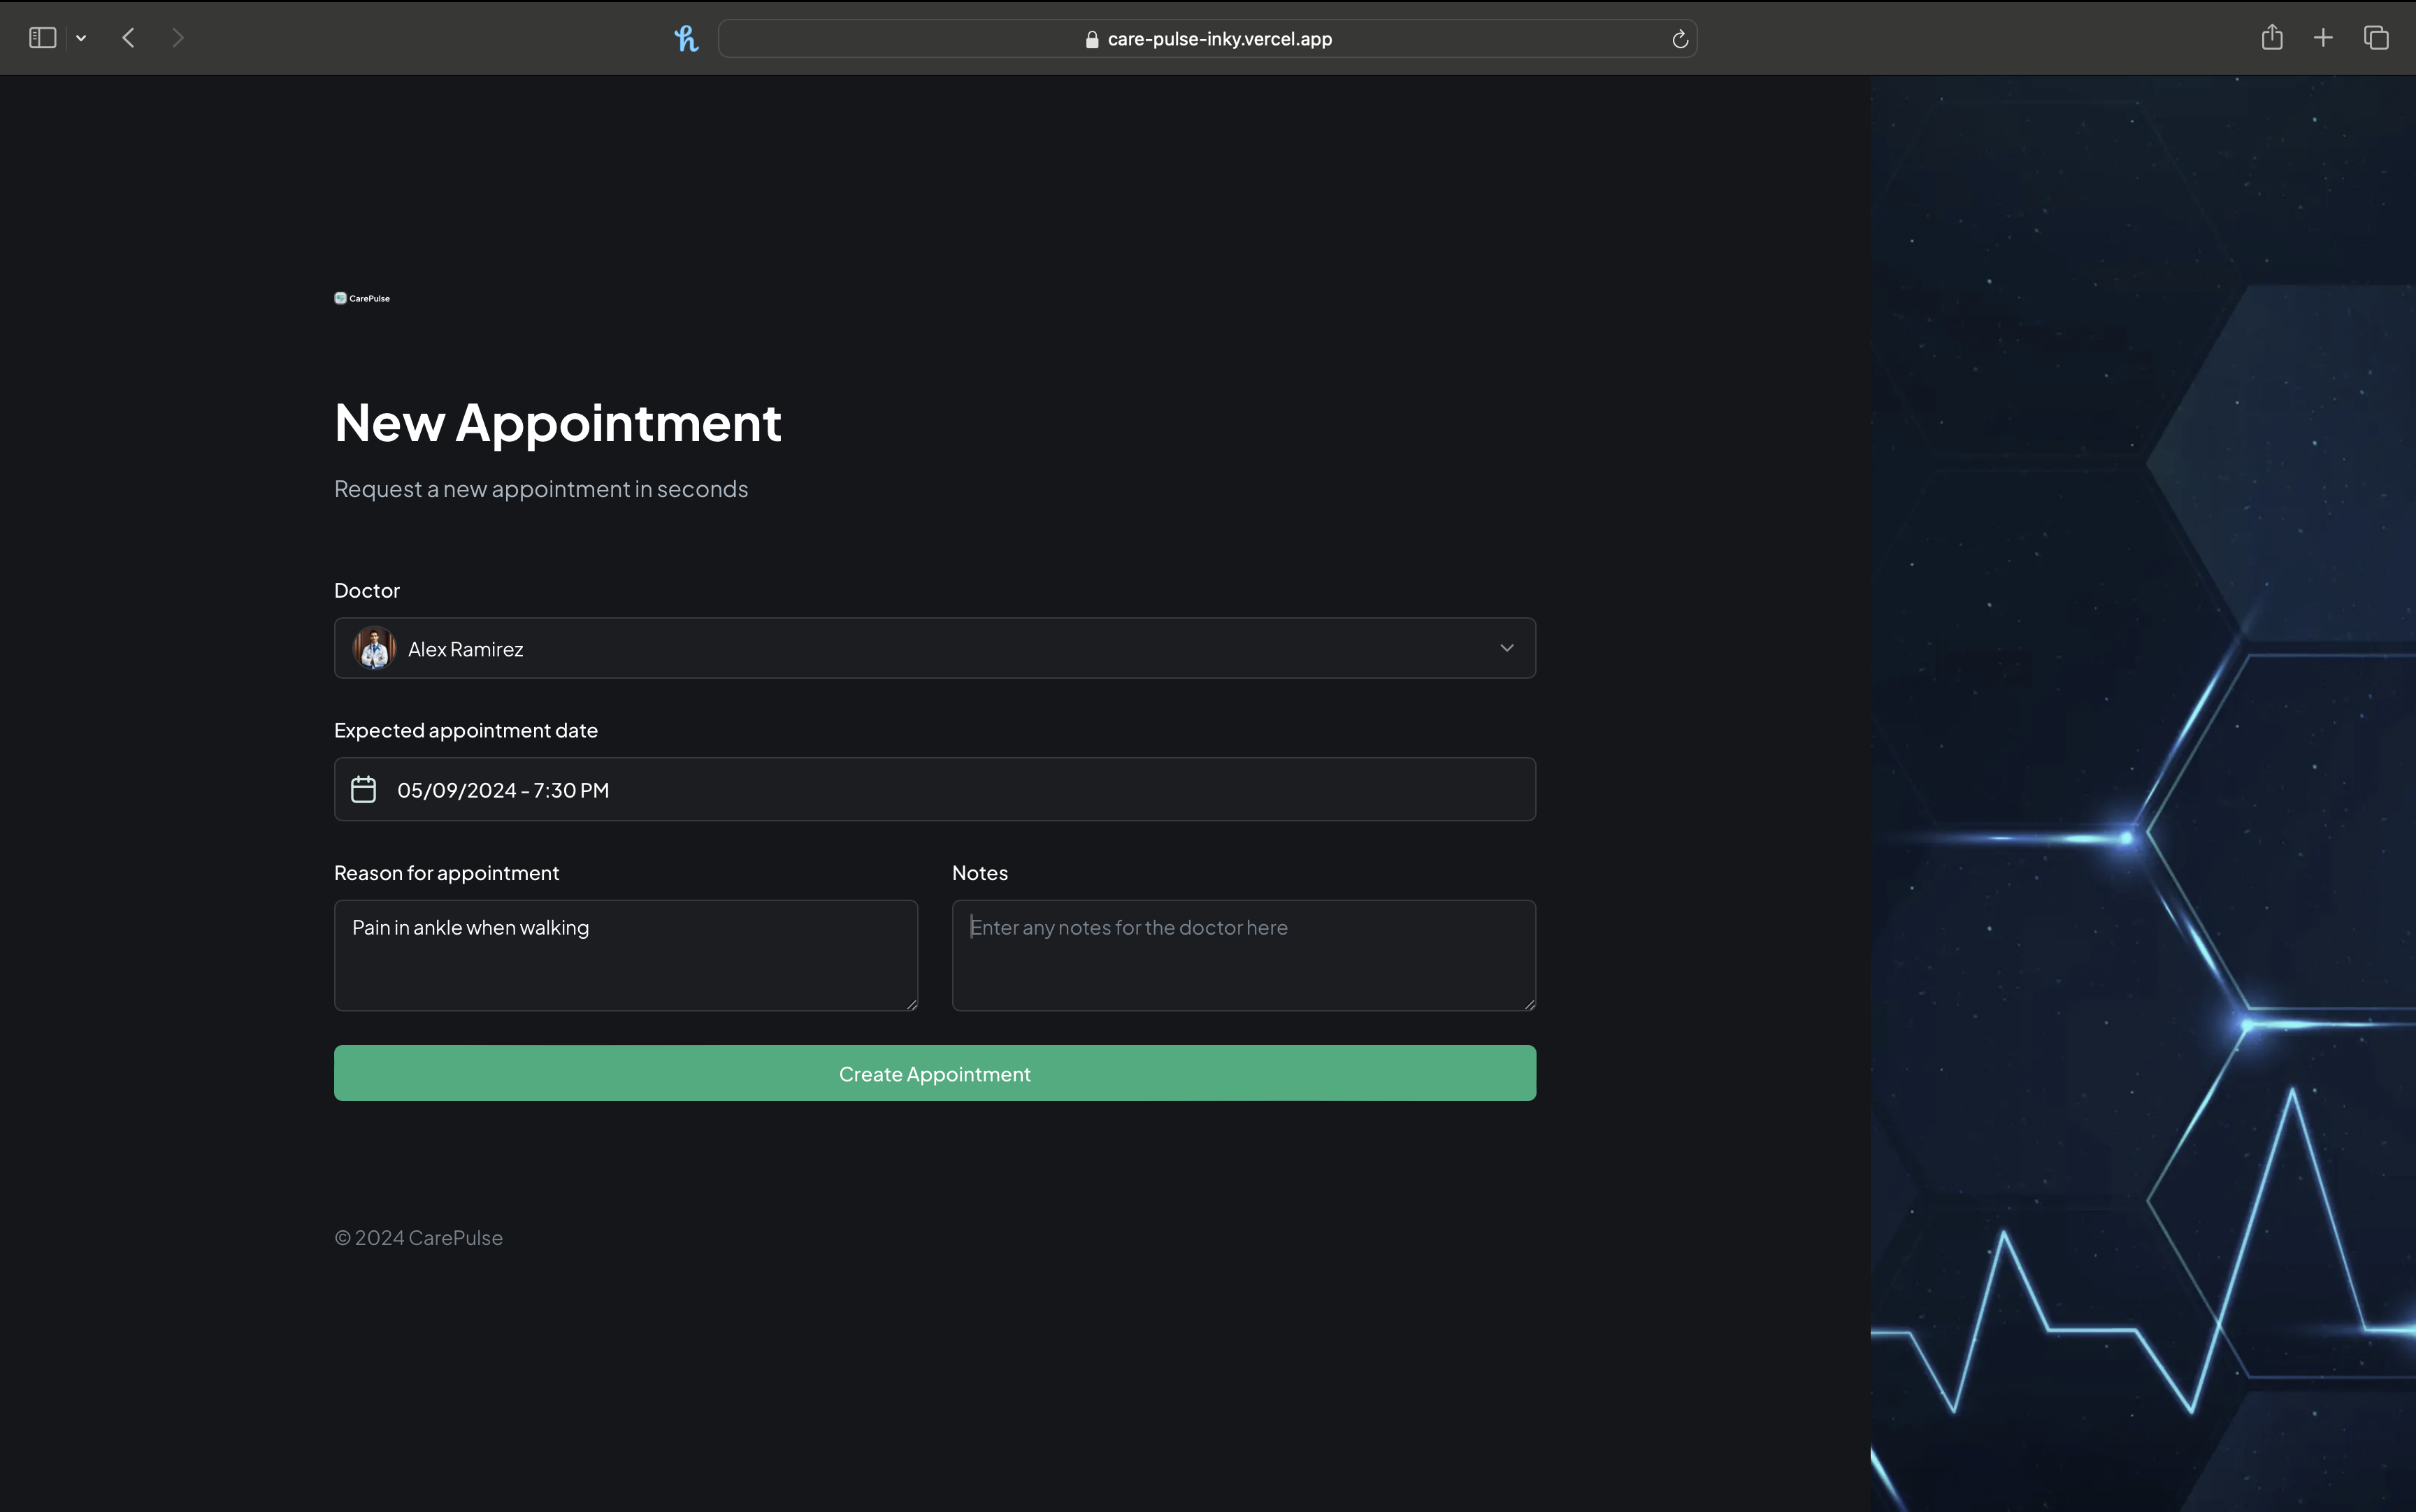 care-pulse-inky.vercel.app
CarePulse
New Appointment
Request a new appointment in seconds
Doctor
Alex Ramirez
Expected appointment date
05/09/2024 - 7:30 PM
Reason for appointment
Pain in ankle when walking
Notes
Enter any notes for the doctor here
Create Appointment
© 2024 CarePulse